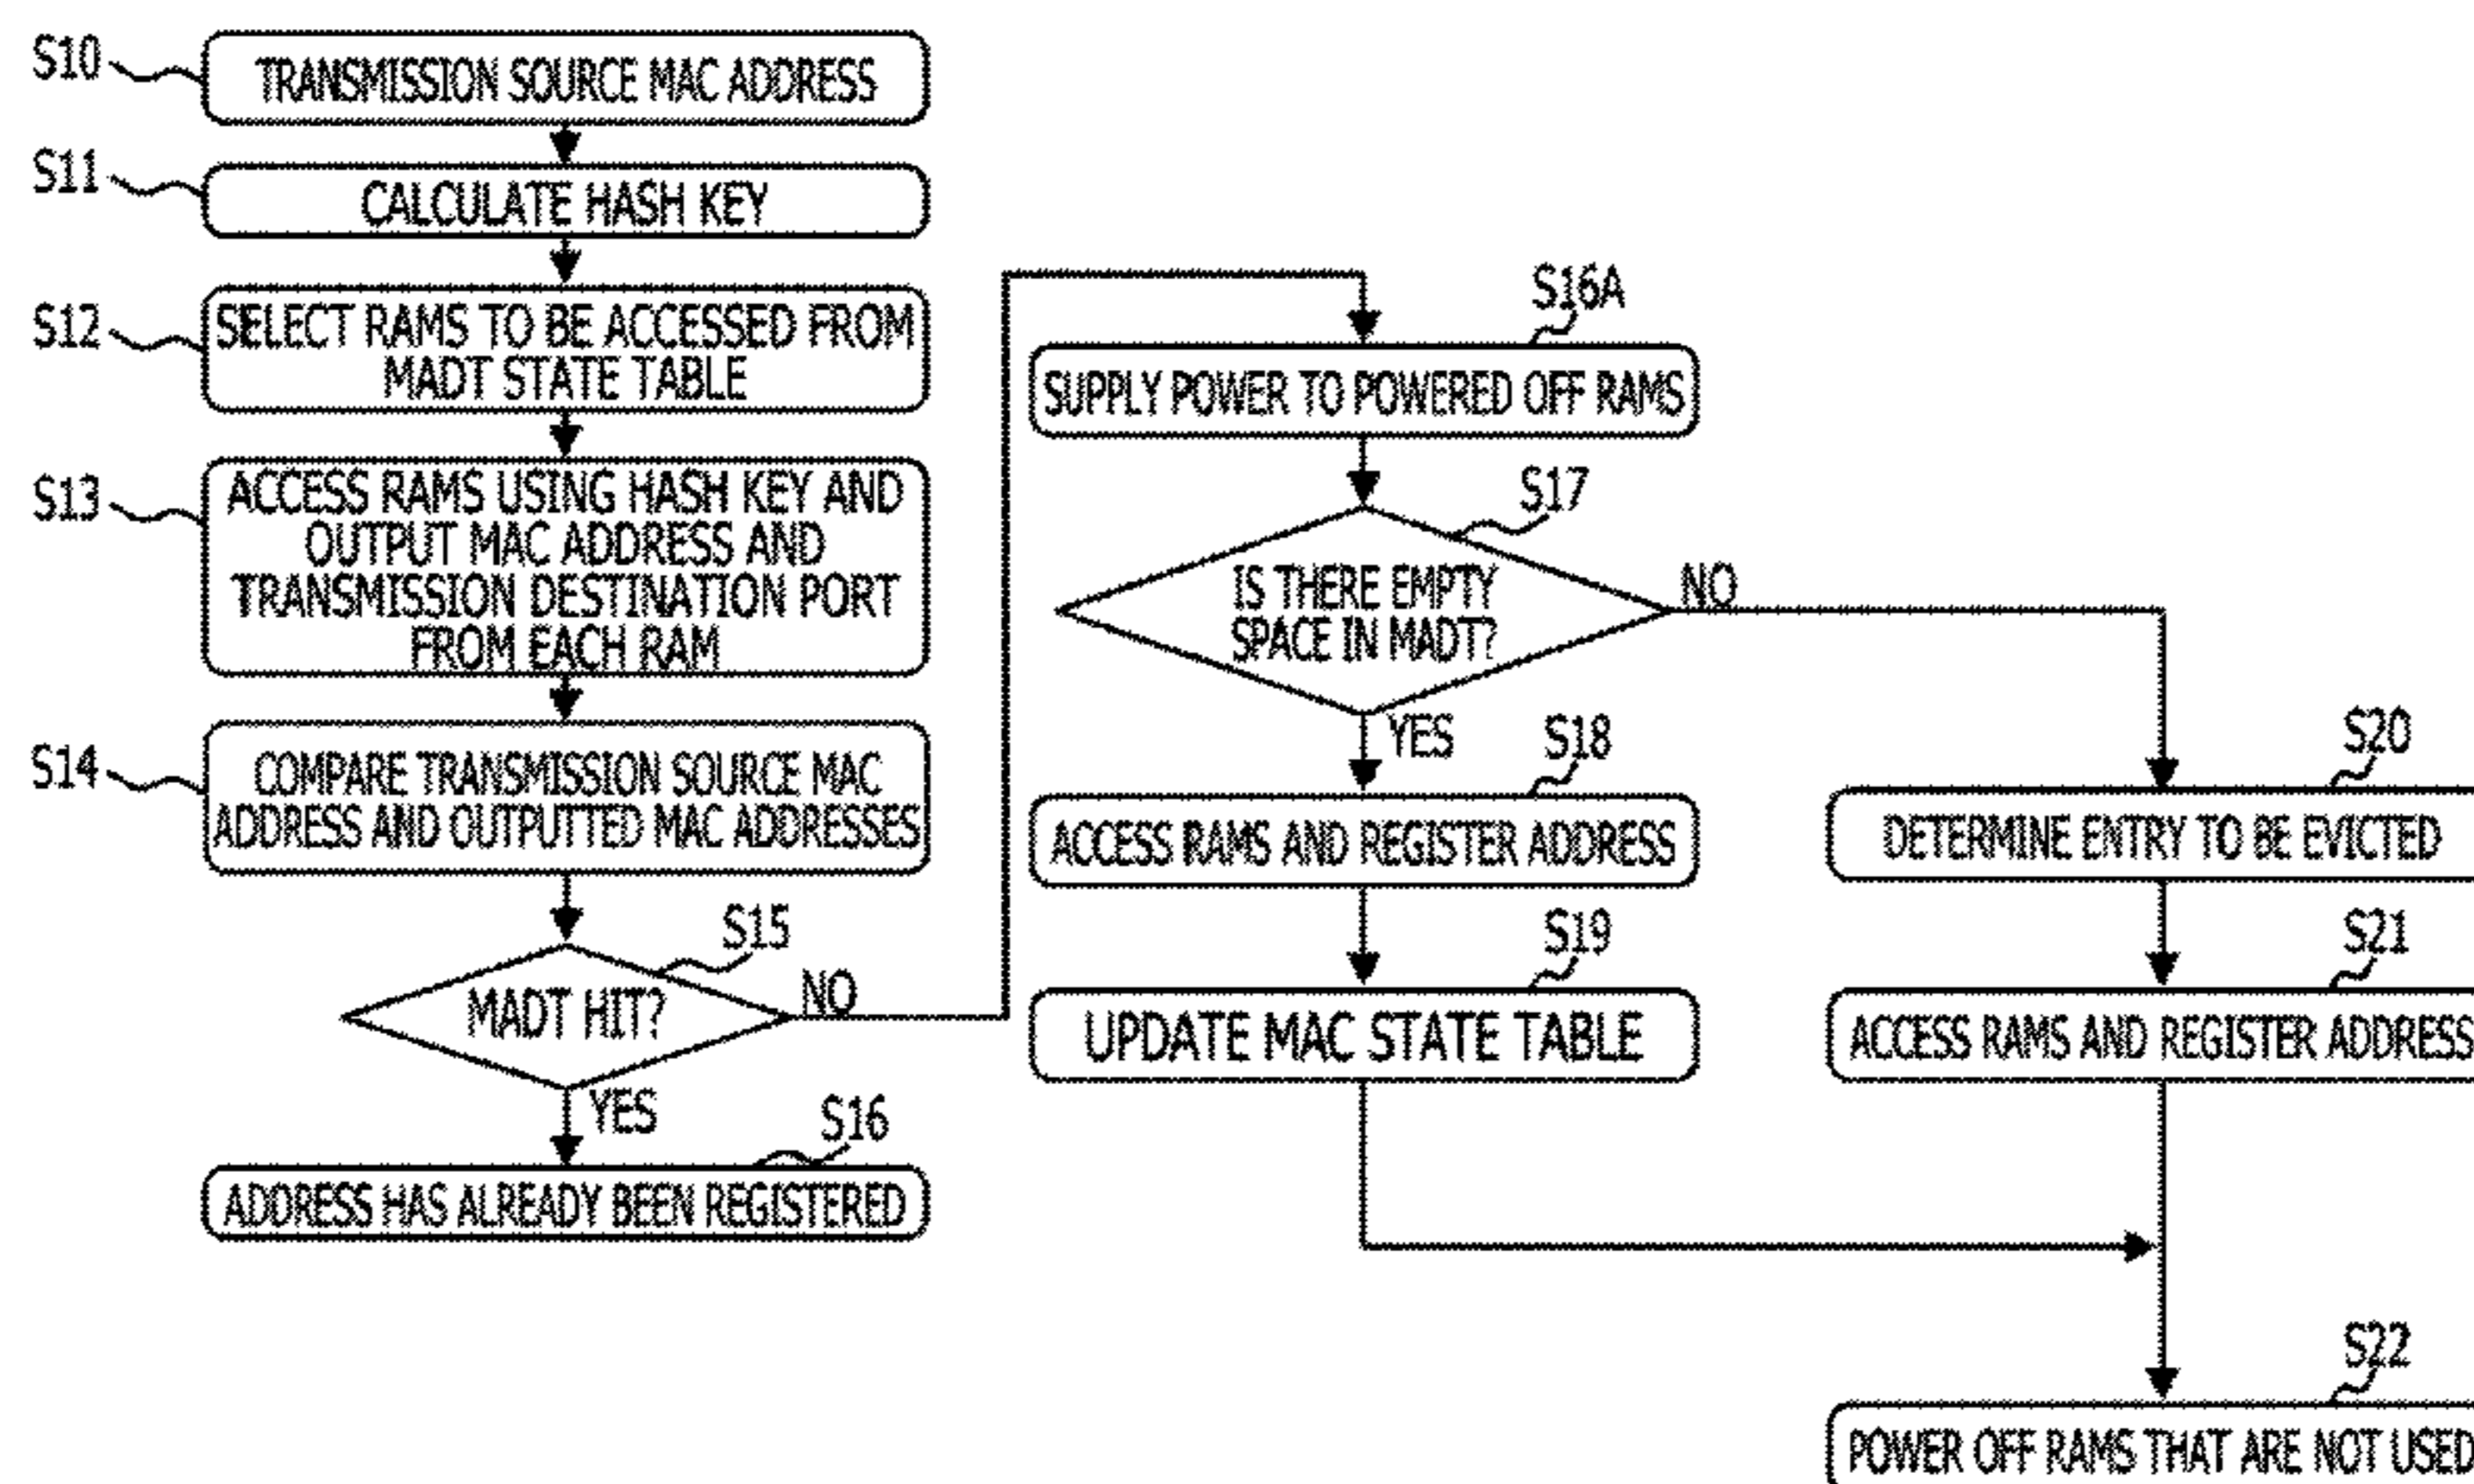 S10
TRANSMISSION SOURCE MAC ADDRESS
S11
CALCULATE HASH KEY
S12
SELECT RAMS TO BE ACCESSED FROM
MADT STATE TABLE
S13
ACCESS RAMS USING HASH KEY AND
OUTPUT MAC ADDRESS AND
TRANSMISSION DESTINATION PORT
FROM EACH RAM
S14
COMPARE TRANSMISSION SOURCE MAC
ADDRESS AND OUTPUTTED MAC ADDRESSES
S15
MADT HIT?
NO
YES
S16
ADDRESS HAS ALREADY BEEN REGISTERED
S16A
SUPPLY POWER TO POWERED OFF RAMS
S17
IS THERE EMPTY
SPACE IN MADT?
NO
YES
S18
ACCESS RAMS AND REGISTER ADDRESS
S19
UPDATE MAC STATE TABLE
S20
DETERMINE ENTRY TO BE EVICTED
S21
ACCESS RAMS AND REGISTER ADDRESS
S22
POWER OFF RAMS THAT ARE NOT USED